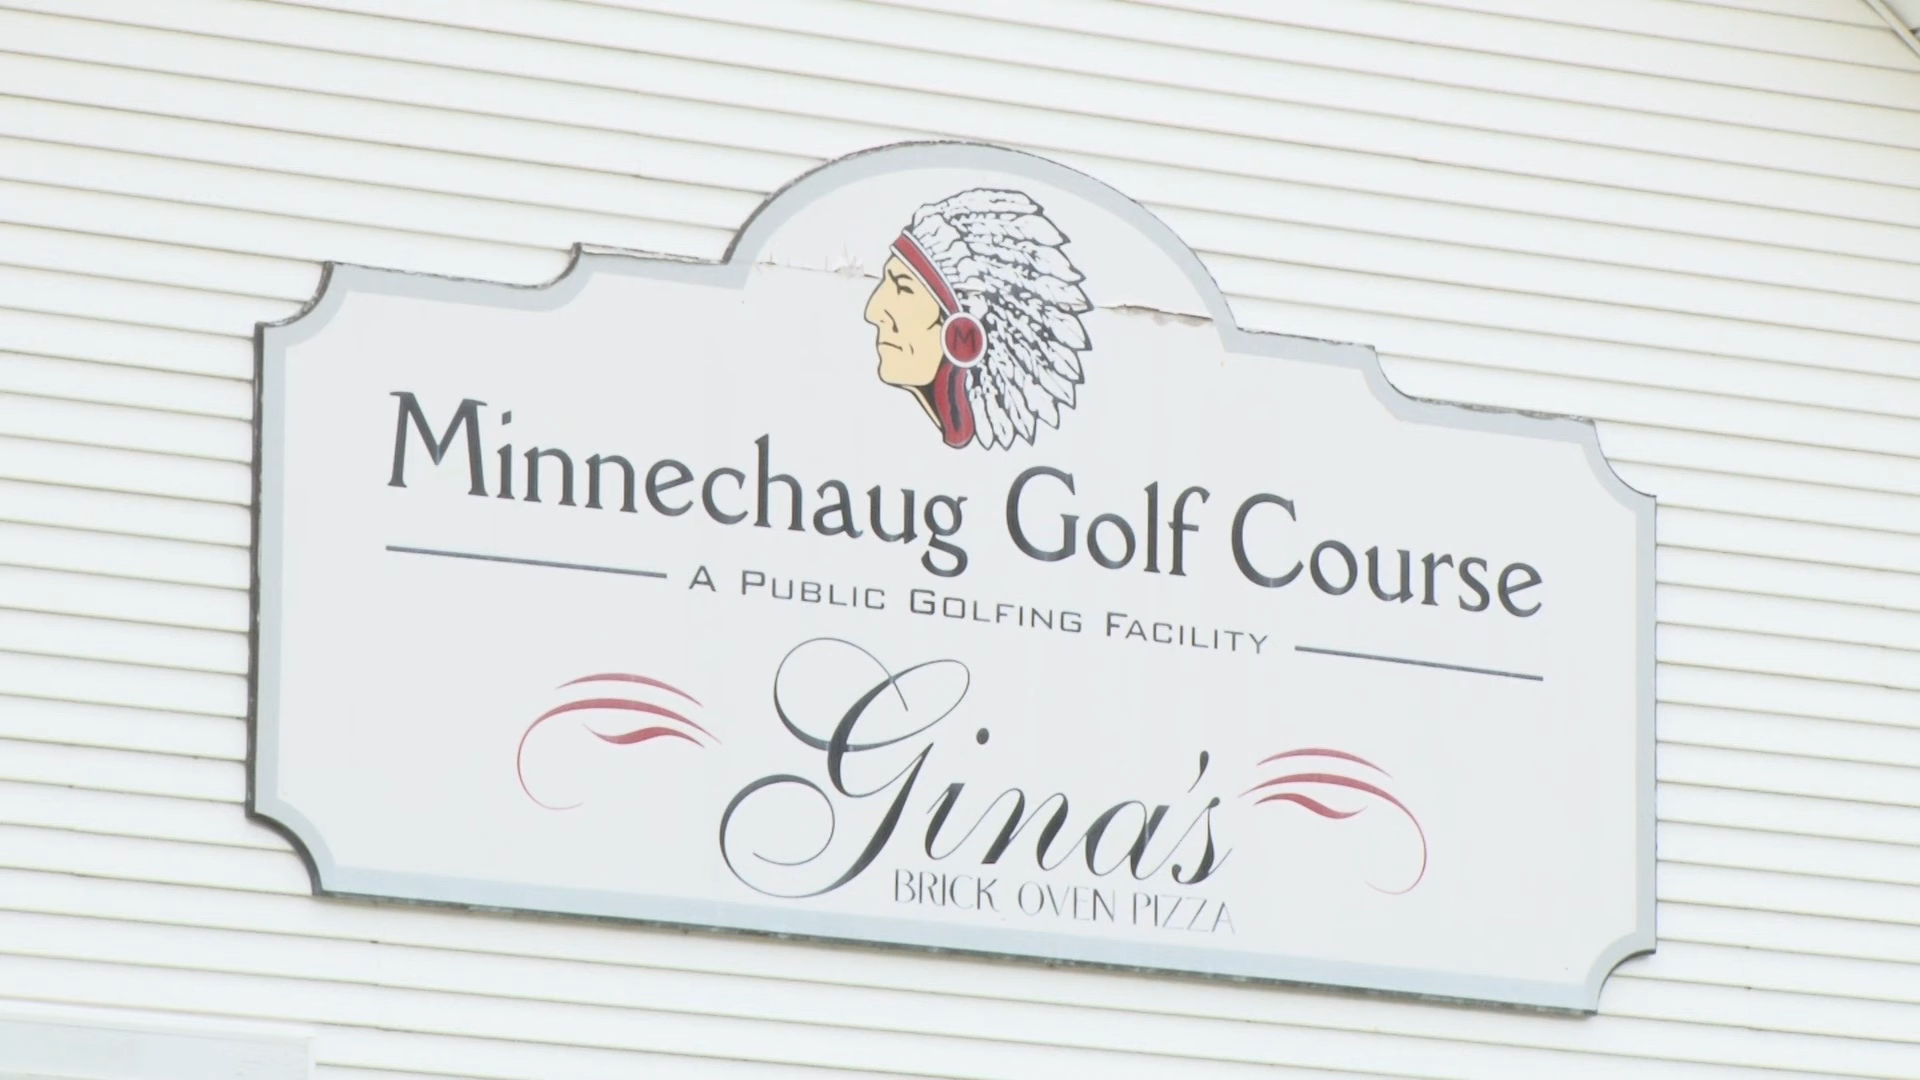 M
Minnechaug Golf Course
A Public Golfing Facility
Gina's
BRICK OVEN PIZZA